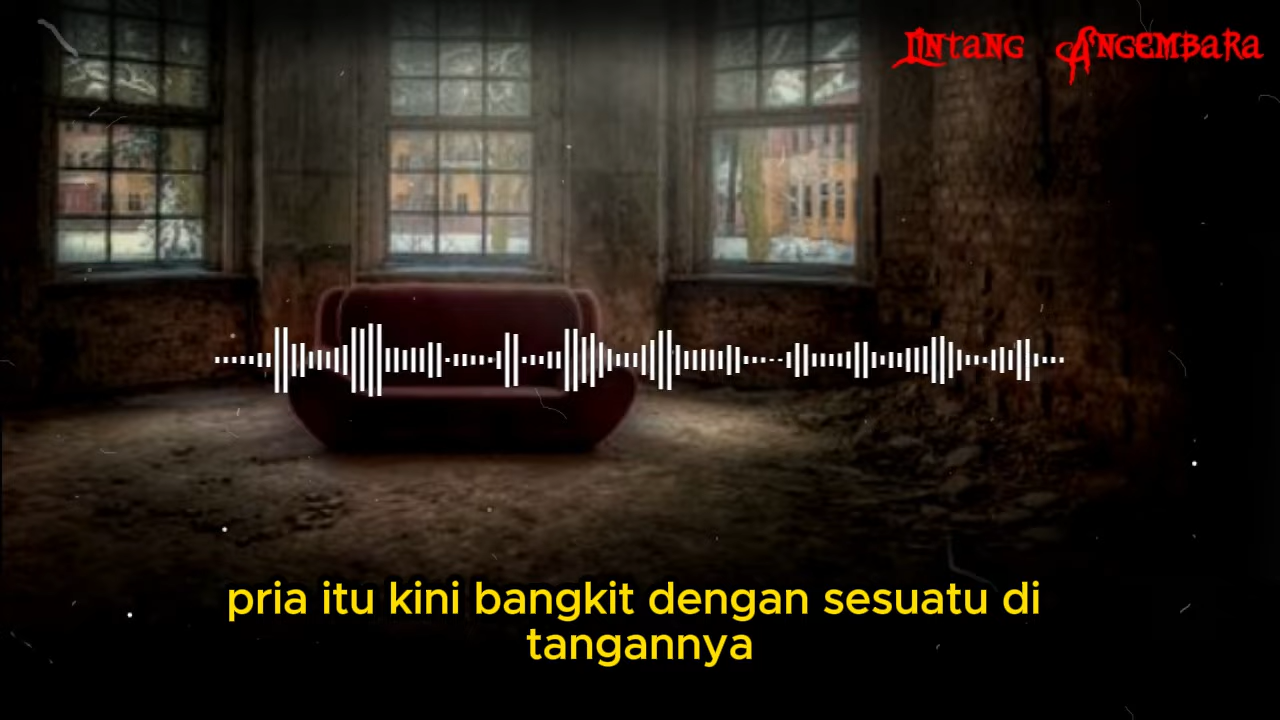 Lintang Angembara
pria itu kini bangkit dengan sesuatu di
tangannya